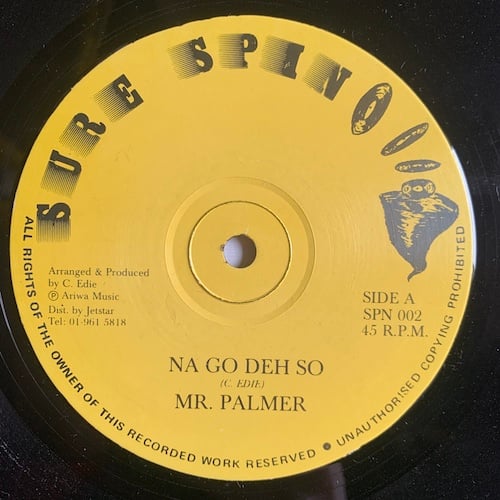 SURE SPIN
Arranged & Produced
by C. Edie
Ⓟ Ariwa Music
Dist. by Jetstar
Tel: 01-961 5818
SIDE A
SPN 002
45 R.P.M.
NA GO DEH SO
(C. EDIE)
MR. PALMER
ALL RIGHTS OF THE OWNER OF THIS RECORDED WORK RESERVED ● UNAUTHORISED COPYING PROHIBITED